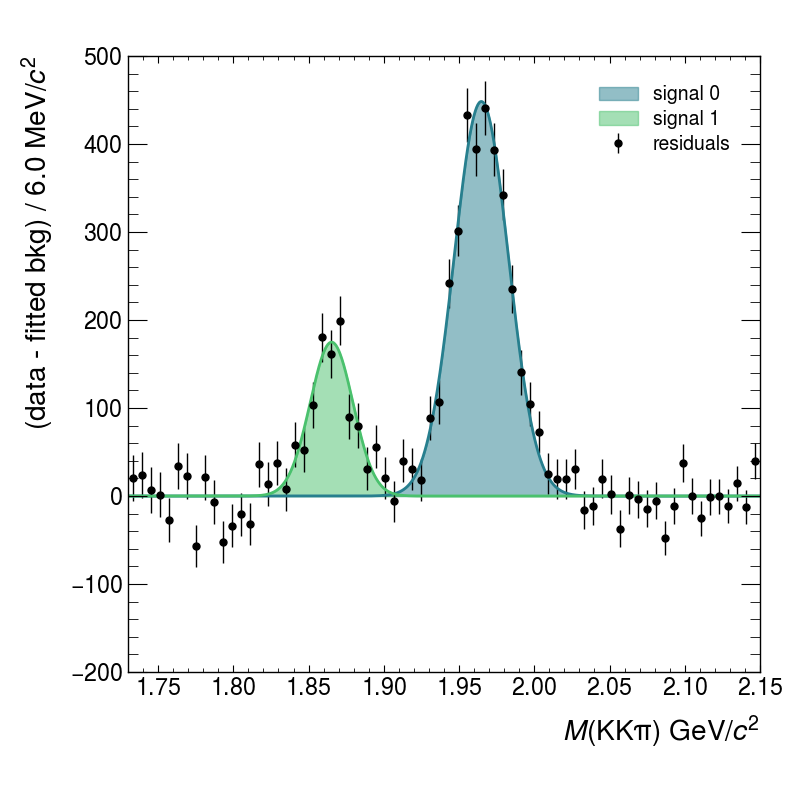 (data - fitted bkg) / 6.0 MeV/c²
500
400
300
200
100
0
−100
−200
signal 0
signal 1
residuals
1.75 1.80 1.85 1.90 1.95 2.00 2.05 2.10 2.15
M(KKπ) GeV/c²